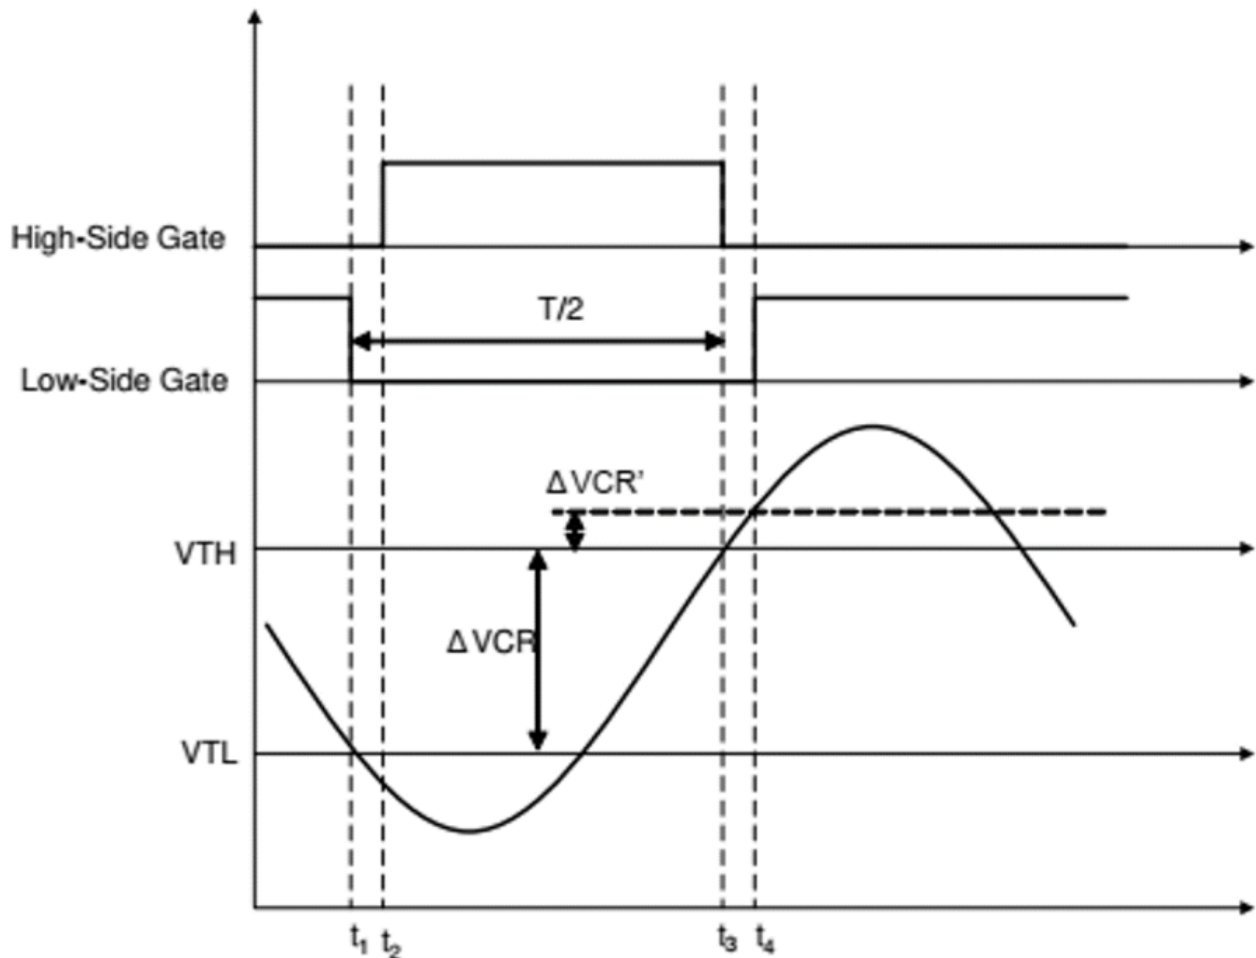 High-Side Gate
T/2
Low-Side Gate
ΔVCR'
VTH
ΔVCR
VTL
t₁ t₂ t₃ t₄